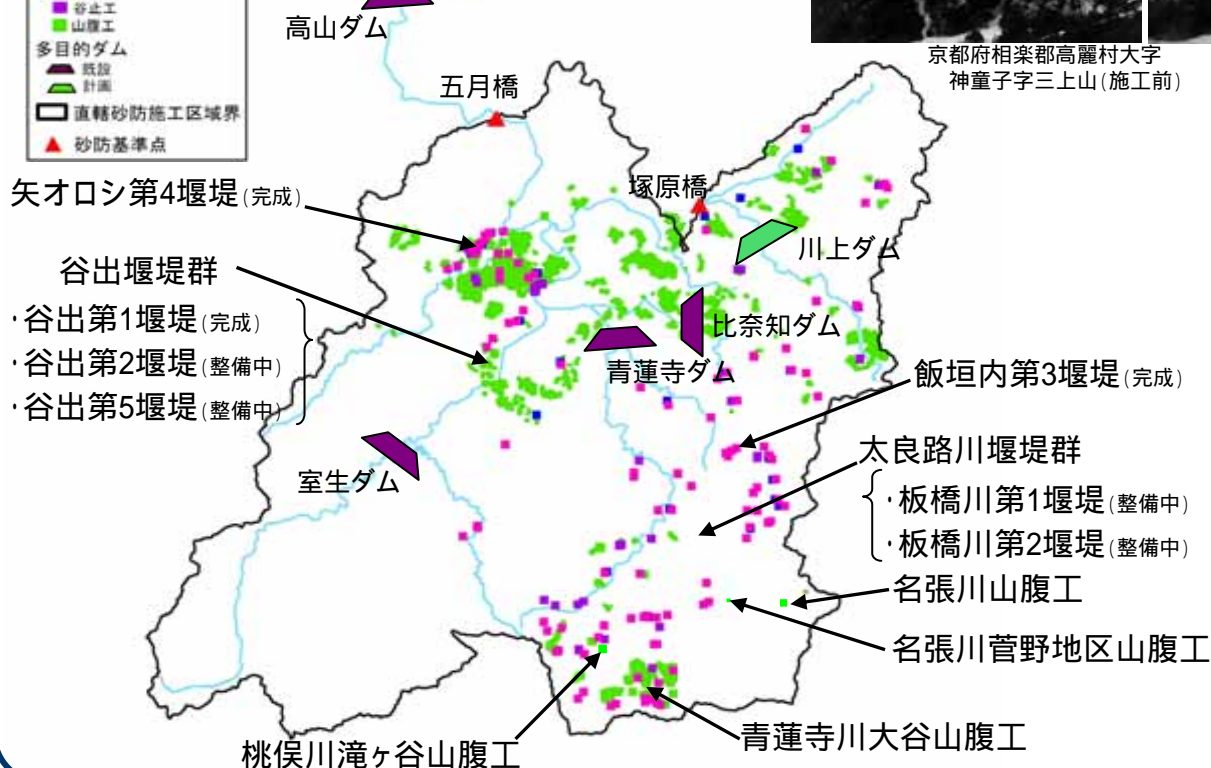 谷止工
山腹工
多目的ダム
既設
計画
直轄砂防施工区域界
砂防基準点
京都府相楽郡高麗村大字
神童子字三上山(施工前)
高山ダム
五月橋
塚原橋
矢オロシ第4堰堤(完成)
川上ダム
谷出堰堤群
・谷出第1堰堤(完成)
・谷出第2堰堤(整備中)
・谷出第5堰堤(整備中)
比奈知ダム
青蓮寺ダム
飯垣内第3堰堤(完成)
太良路川堰堤群
・板橋川第1堰堤(整備中)
・板橋川第2堰堤(整備中)
室生ダム
名張川山腹工
名張川菅野地区山腹工
青蓮寺川大谷山腹工
桃俣川滝ヶ谷山腹工